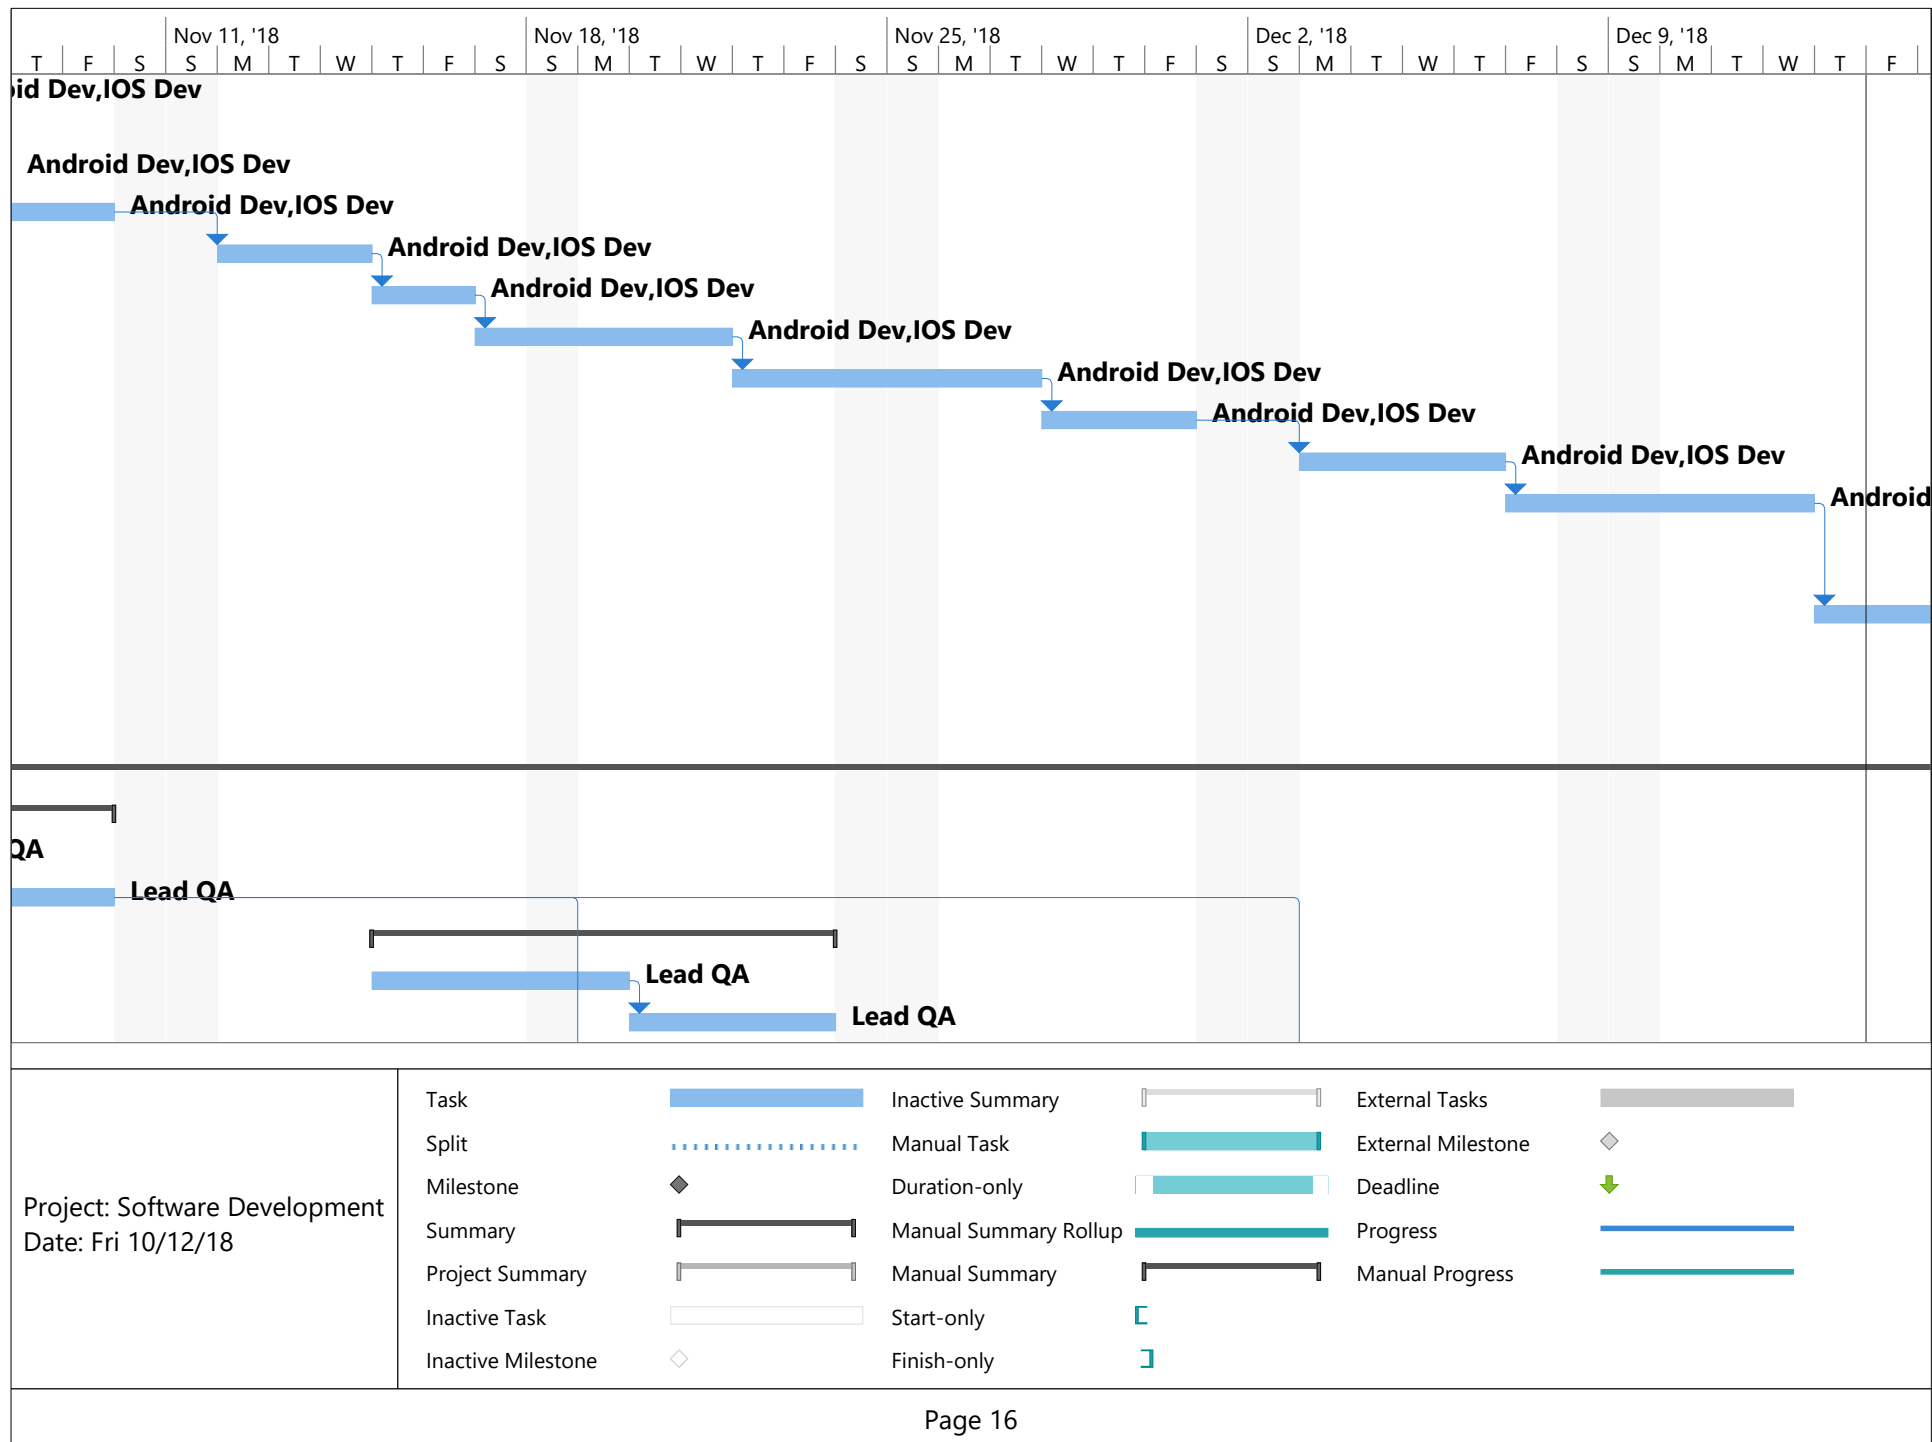 Nov 11, '18 Nov 18, '18 Nov 25, '18 Dec 2, '18 Dec 9, '18
T F S S M T W T F S S M T W T F S S M T W T F S S M T W T F S S M T W T F
id Dev,IOS Dev
Android Dev,IOS Dev
Android Dev,IOS Dev
Android Dev,IOS Dev
Android Dev,IOS Dev
Android Dev,IOS Dev
Android Dev,IOS Dev
Android Dev,IOS Dev
Android Dev,IOS Dev
Android
QA
Lead QA
Lead QA
Lead QA
Project: Software Development
Date: Fri 10/12/18
Task
Split
Milestone
Summary
Project Summary
Inactive Task
Inactive Milestone
Inactive Summary
Manual Task
Duration-only
Manual Summary Rollup
Manual Summary
Start-only
Finish-only
External Tasks
External Milestone
Deadline
Progress
Manual Progress
Page 16